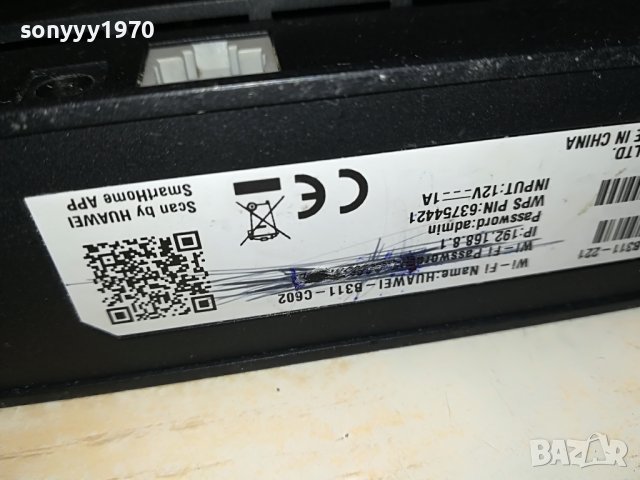 sonyyy1970
Wi-Fi Name:HUAWEI-B311-C602
Wi-Fi Password
IP:192.168.8.1
Password:admin
WPS PIN:63754421
INPUT:12V⎓1A
CE
Scan by HUAWEI
SmartHome APP
B311-221
LTD.
E IN CHINA
BAZAR
bg